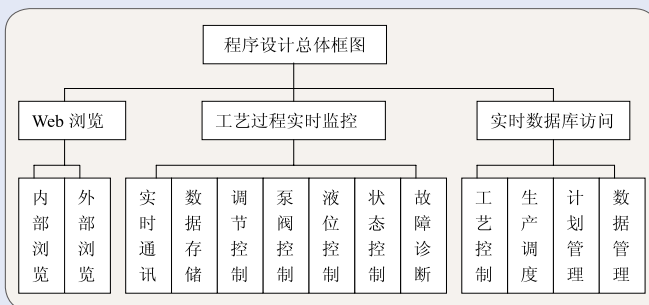 程序设计总体框图
Web 浏览
工艺过程实时监控
实时数据库访问
内部浏览
外部浏览
实时通讯
数据存储
调节控制
泵阀控制
液位控制
状态控制
故障诊断
工艺控制
生产调度
计划管理
数据管理